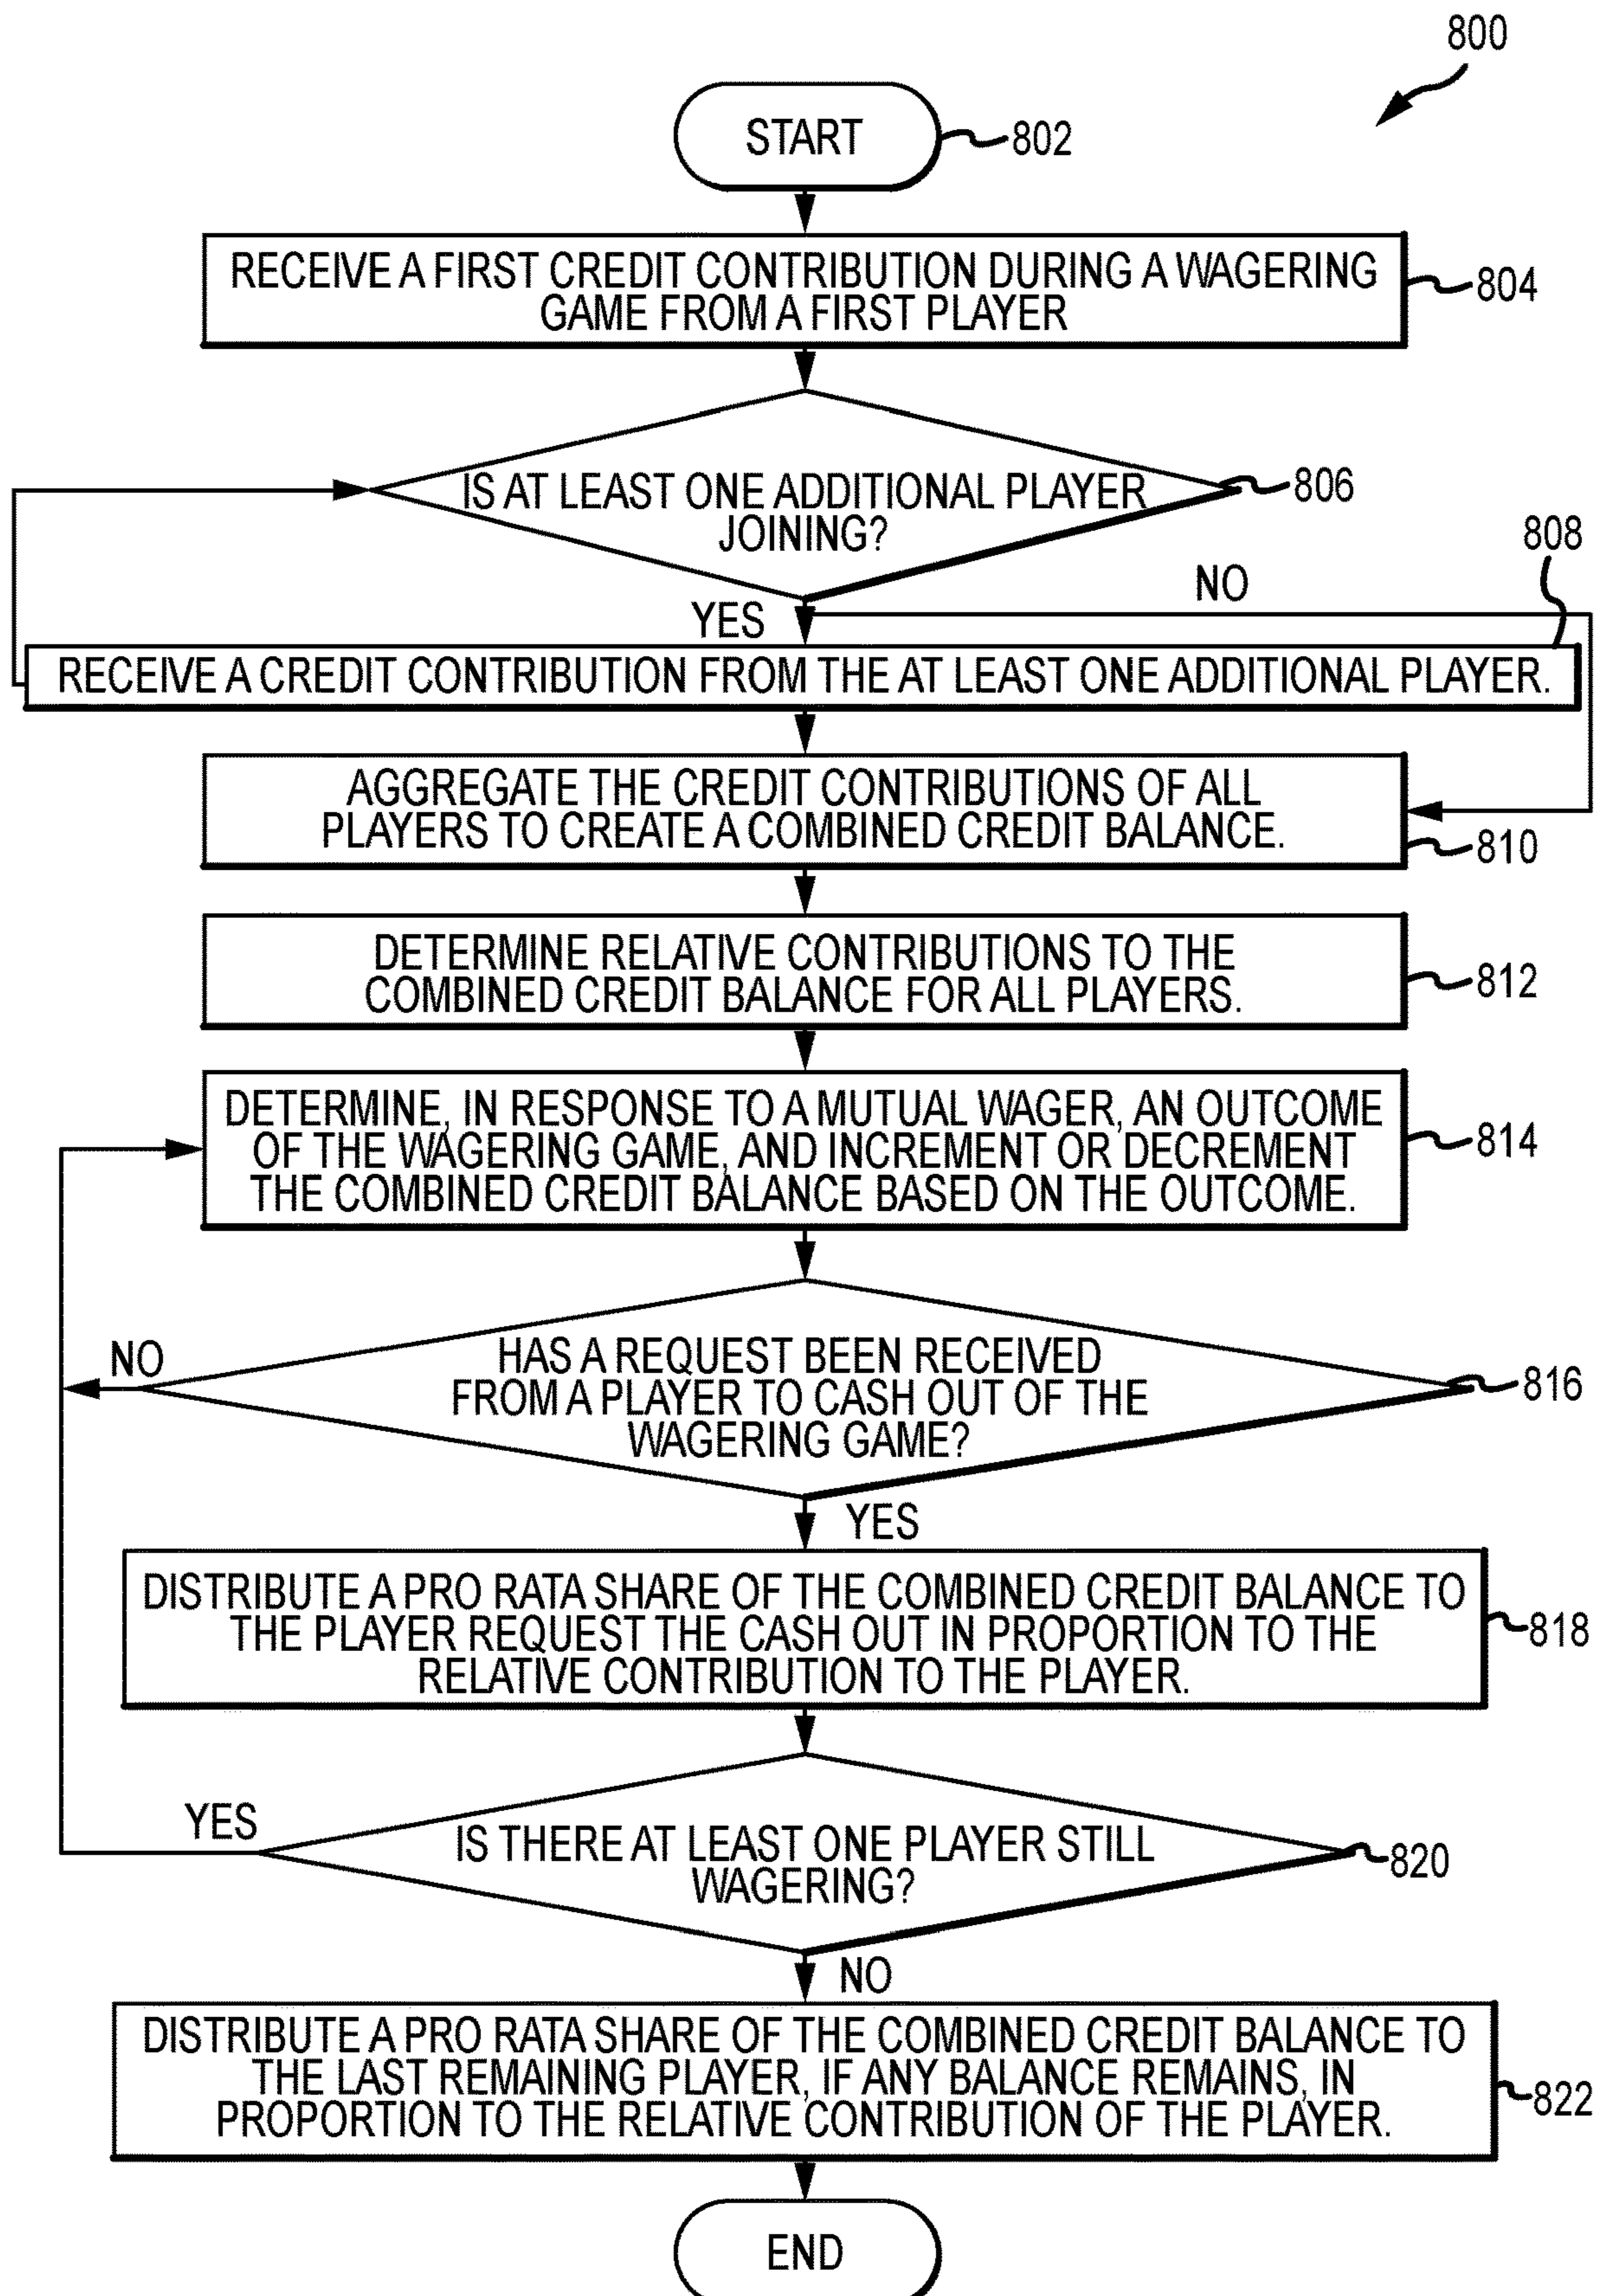 800
START
802
RECEIVE A FIRST CREDIT CONTRIBUTION DURING A WAGERING
GAME FROM A FIRST PLAYER
804
IS AT LEAST ONE ADDITIONAL PLAYER
JOINING?
806
808
NO
YES
RECEIVE A CREDIT CONTRIBUTION FROM THE AT LEAST ONE ADDITIONAL PLAYER.
AGGREGATE THE CREDIT CONTRIBUTIONS OF ALL
PLAYERS TO CREATE A COMBINED CREDIT BALANCE.
810
DETERMINE RELATIVE CONTRIBUTIONS TO THE
COMBINED CREDIT BALANCE FOR ALL PLAYERS.
812
DETERMINE, IN RESPONSE TO A MUTUAL WAGER, AN OUTCOME
OF THE WAGERING GAME, AND INCREMENT OR DECREMENT
THE COMBINED CREDIT BALANCE BASED ON THE OUTCOME.
814
NO
HAS A REQUEST BEEN RECEIVED
FROM A PLAYER TO CASH OUT OF THE
WAGERING GAME?
816
YES
DISTRIBUTE A PRO RATA SHARE OF THE COMBINED CREDIT BALANCE TO
THE PLAYER REQUEST THE CASH OUT IN PROPORTION TO THE
RELATIVE CONTRIBUTION TO THE PLAYER.
818
YES
IS THERE AT LEAST ONE PLAYER STILL
WAGERING?
820
NO
DISTRIBUTE A PRO RATA SHARE OF THE COMBINED CREDIT BALANCE TO
THE LAST REMAINING PLAYER, IF ANY BALANCE REMAINS, IN
PROPORTION TO THE RELATIVE CONTRIBUTION OF THE PLAYER.
822
END